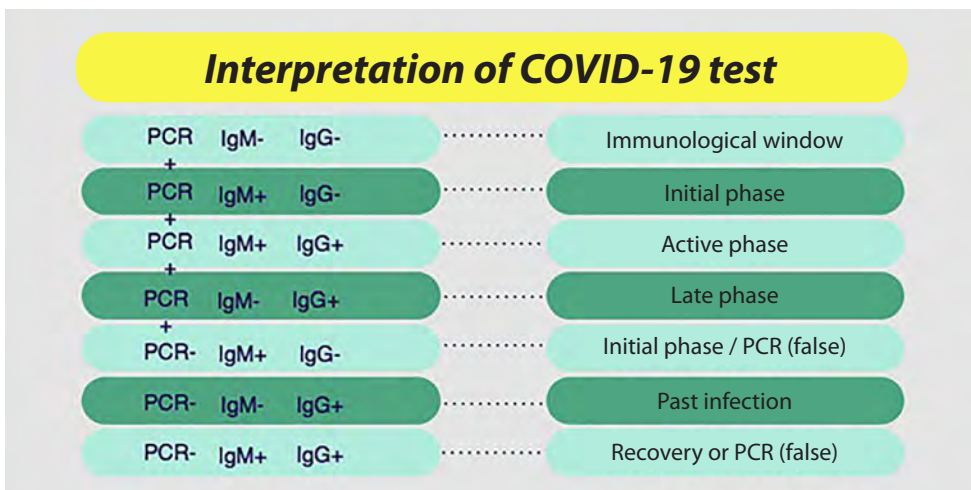 Interpretation of COVID-19 test
PCR IgM- IgG- ........... Immunological window
+
PCR IgM+ IgG- ........... Initial phase
+
PCR IgM+ IgG+ ........... Active phase
+
PCR IgM- IgG+ ........... Late phase
+
PCR- IgM+ IgG- ........... Initial phase / PCR (false)
PCR- IgM- IgG+ ........... Past infection
PCR- IgM+ IgG+ ........... Recovery or PCR (false)